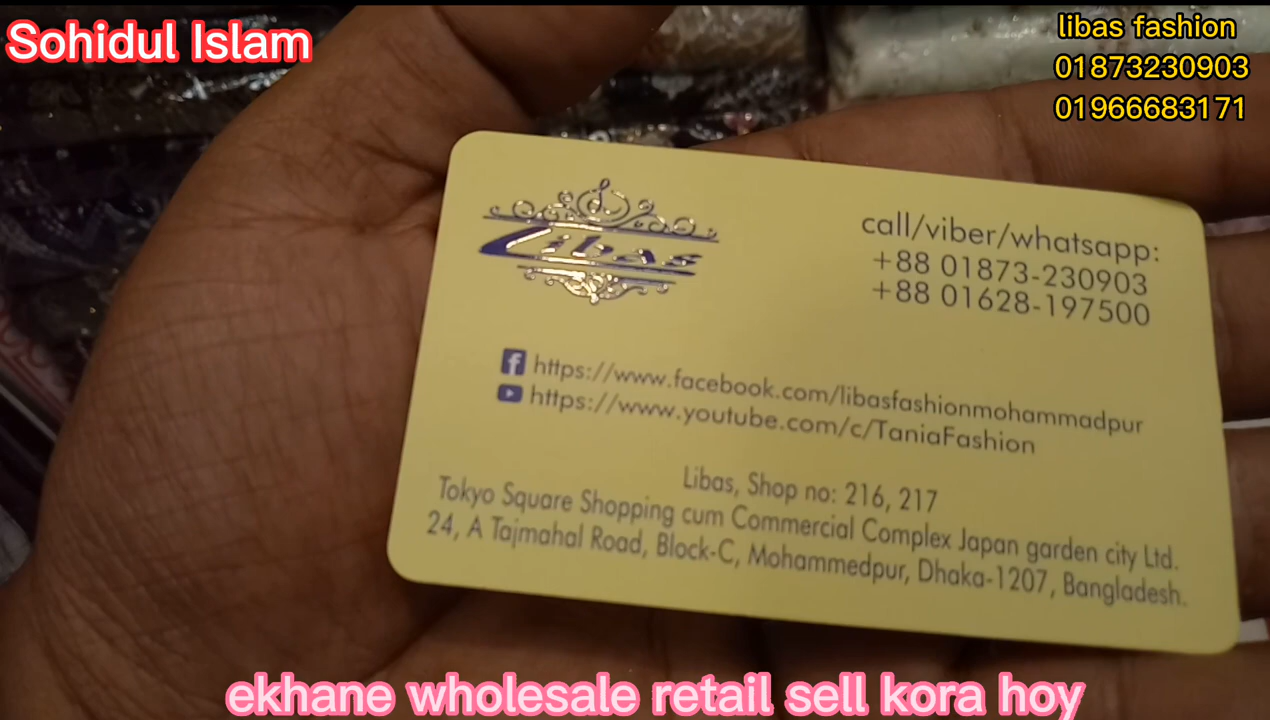 Sohidul Islam
libas fashion
01873230903
01966683171
Libas
call/viber/whatsapp:
+88 01873-230903
+88 01628-197500
https://www.facebook.com/libasfashionmohammadpur
https://www.youtube.com/c/TaniaFashion
Libas, Shop no: 216, 217
Tokyo Square Shopping cum Commercial Complex Japan garden city Ltd.
24, A Tajmahal Road, Block-C, Mohammedpur, Dhaka-1207, Bangladesh.
ekhane wholesale retail sell kora hoy